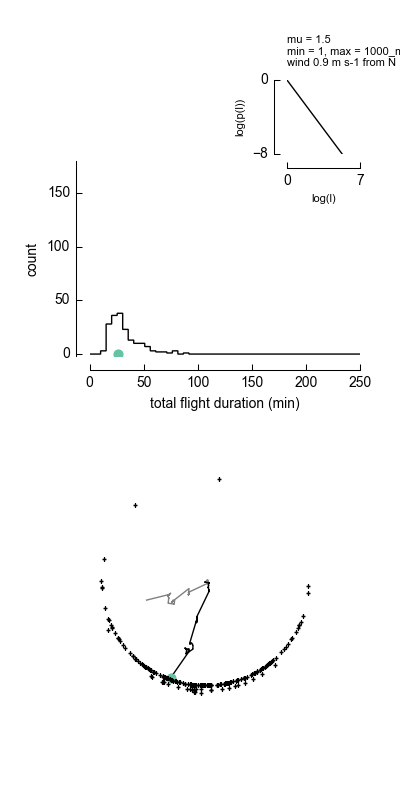 mu = 1.5
min = 1, max = 1000_m
wind 0.9 m s-1 from N
log(p(l))
0
−8
0 7
log(l)
count
150
100
50
0
0 50 100 150 200 250
total flight duration (min)